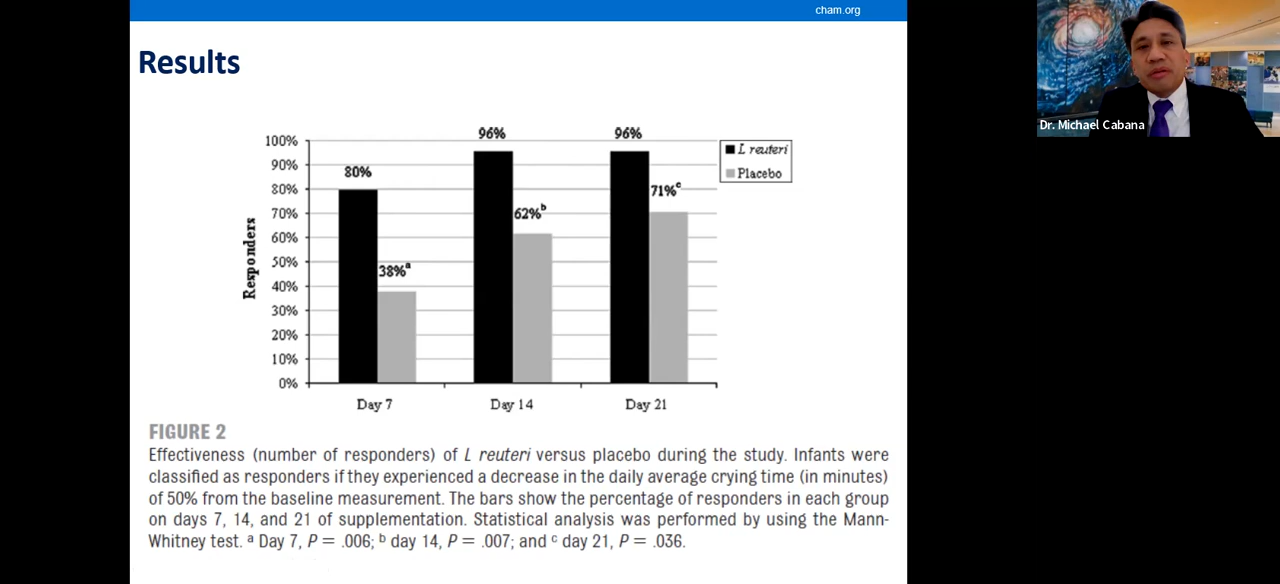 cham.org
Results
Dr. Michael Cabana
96%
96%
100%
L reuteri
90%
80%
Placebo
80%
71%c
70%
62%b
60%
Responders
50%
38%a
40%
30%
20%
10%
0%
Day 7
Day 14
Day 21
FIGURE 2
Effectiveness (number of responders) of L reuteri versus placebo during the study. Infants were
classified as responders if they experienced a decrease in the daily average crying time (in minutes)
of 50% from the baseline measurement. The bars show the percentage of responders in each group
on days 7, 14, and 21 of supplementation. Statistical analysis was performed by using the Mann-
Whitney test. a Day 7, P = .006; b day 14, P = .007; and c day 21, P = .036.